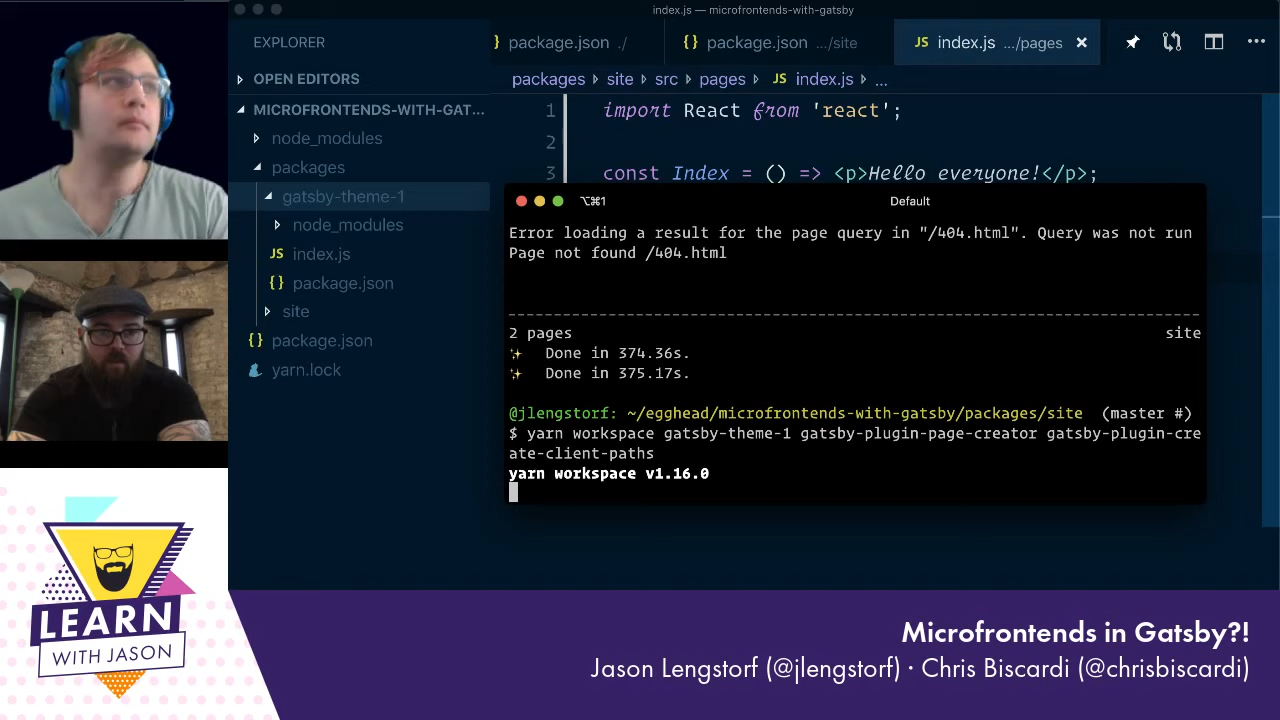 index.js — microfrontends-with-gatsby
EXPLORER
{} package.json ./
{} package.json .../site
JS index.js .../pages ×
OPEN EDITORS
packages site src pages JS index.js ...
MICROFRONTENDS-WITH-GAT...
node_modules
packages
gatsby-theme-1
node_modules
JS index.js
{} package.json
site
{} package.json
yarn.lock
1 import React from 'react';
2
3 const Index = () => <p>Hello everyone!</p>;
⌥⌘1 Default
Error loading a result for the page query in "/404.html". Query was not run
Page not found /404.html
--------------------------------------------------------------------------
2 pages site
✨ Done in 374.36s.
✨ Done in 375.17s.
@jlengstorf: ~/egghead/microfrontends-with-gatsby/packages/site (master #)
$ yarn workspace gatsby-theme-1 gatsby-plugin-page-creator gatsby-plugin-cre
ate-client-paths
yarn workspace v1.16.0
LEARN
WITH JASON
Microfrontends in Gatsby?!
Jason Lengstorf (@jlengstorf) · Chris Biscardi (@chrisbiscardi)